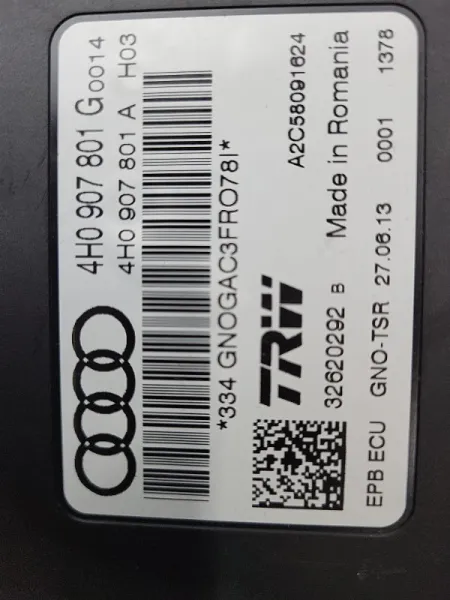 4H0 907 801 G 0014
4H0 907 801 A H03
*334 GNOGAC3FRO78I*
TRW
A2C58091624
32620292 B Made in Romania
EPB ECU GNO-TSR 27.06.13 0001 1378